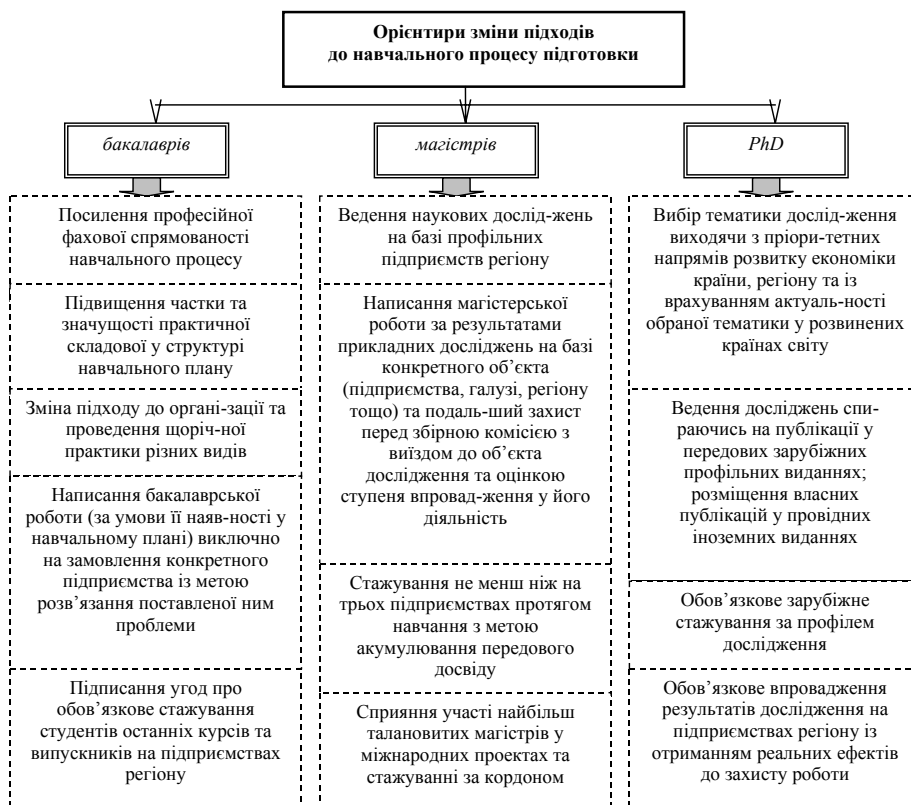 Орієнтири зміни підходів
до навчального процесу підготовки
бакалаврів
магістрів
PhD
Посилення професійної
фахової спрямованості
навчального процесу
Підвищення частки та
значущості практичної
складової у структурі
навчального плану
Зміна підходу до органі-зації та
проведення щоріч-ної
практики різних видів
Написання бакалаврської
роботи (за умови її наяв-ності у
навчальному плані) виключно
на замовлення конкретного
підприємства із метою
розв’язання поставленої ним
проблеми
Підписання угод про
обов’язкове стажування
студентів останніх курсів та
випускників на підприємствах
регіону
Ведення наукових дослід-жень
на базі профільних
підприємств регіону
Написання магістерської
роботи за результатами
прикладних досліджень на базі
конкретного об’єкта
(підприємства, галузі, регіону
тощо) та подаль-ший захист
перед збірною комісією з
виїздом до об’єкта
дослідження та оцінкою
ступеня впровад-ження у його
діяльність
Стажування не менш ніж на
трьох підприємствах протягом
навчання з метою
акумулювання передового
досвіду
Сприяння участі найбільш
талановитих магістрів у
міжнародних проектах та
стажуванні за кордоном
Вибір тематики дослід-ження
виходячи з пріори-тетних
напрямів розвитку економіки
країни, регіону та із
врахуванням актуаль-ності
обраної тематики у розвинених
країнах світу
Ведення досліджень спи-
раючись на публікації у
передових зарубіжних
профільних виданнях;
розміщення власних
публікацій у провідних
іноземних виданнях
Обов’язкове зарубіжне
стажування за профілем
дослідження
Обов’язкове впровадження
результатів дослідження на
підприємствах регіону із
отриманням реальних ефектів
до захисту роботи